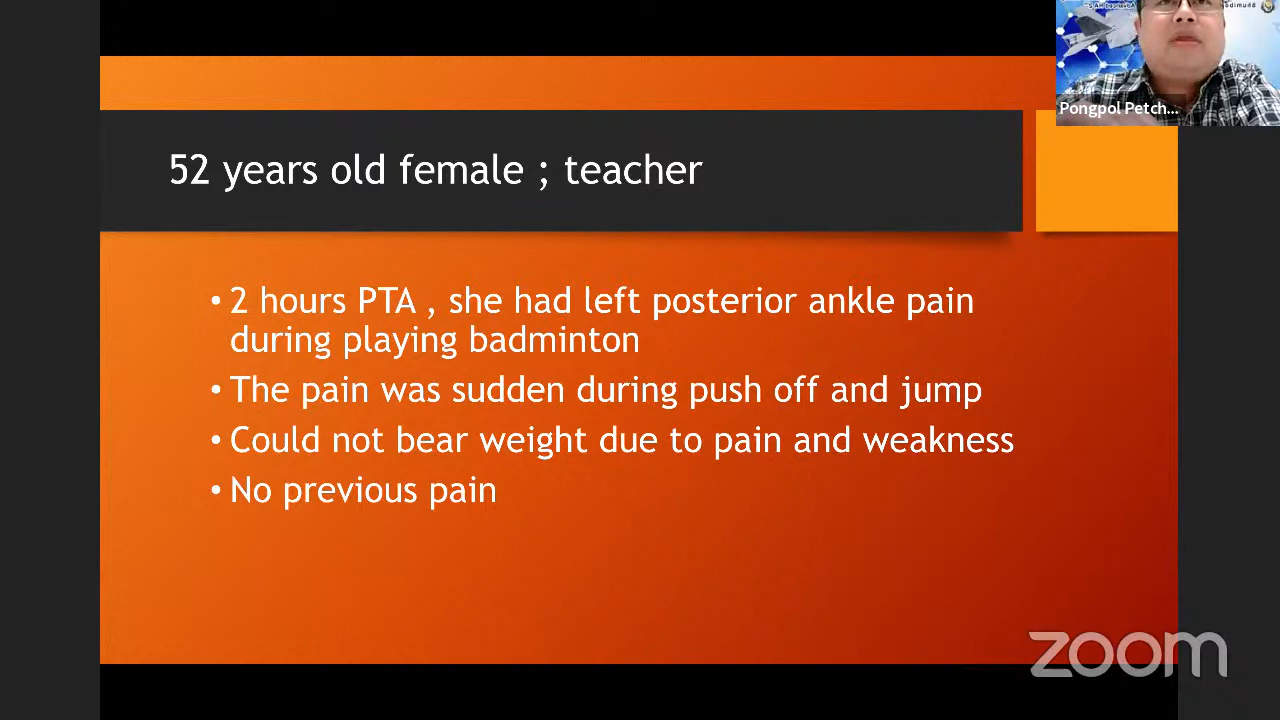 52 years old female ; teacher
• 2 hours PTA , she had left posterior ankle pain
during playing badminton
• The pain was sudden during push off and jump
• Could not bear weight due to pain and weakness
• No previous pain
Pongpol Petch...
zoom